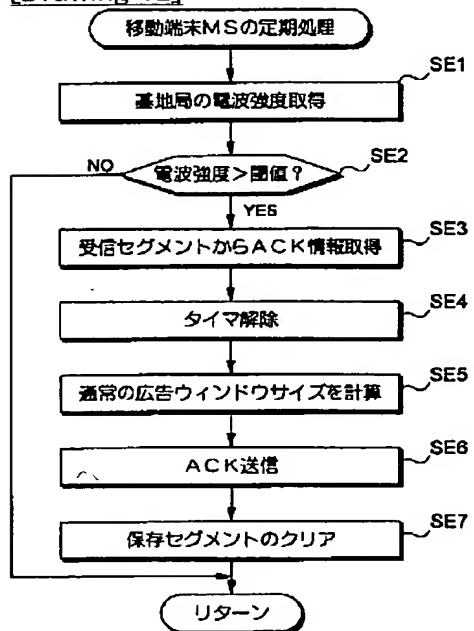 [Drawing 12]
移動端末MSの定期処理
SE1
基地局の電波強度取得
SE2
電波強度>閾値?
NO
YES
SE3
受信セグメントからACK情報取得
SE4
タイマ解除
SE5
通常の広告ウィンドウサイズを計算
SE6
ACK送信
SE7
保存セグメントのクリア
リターン